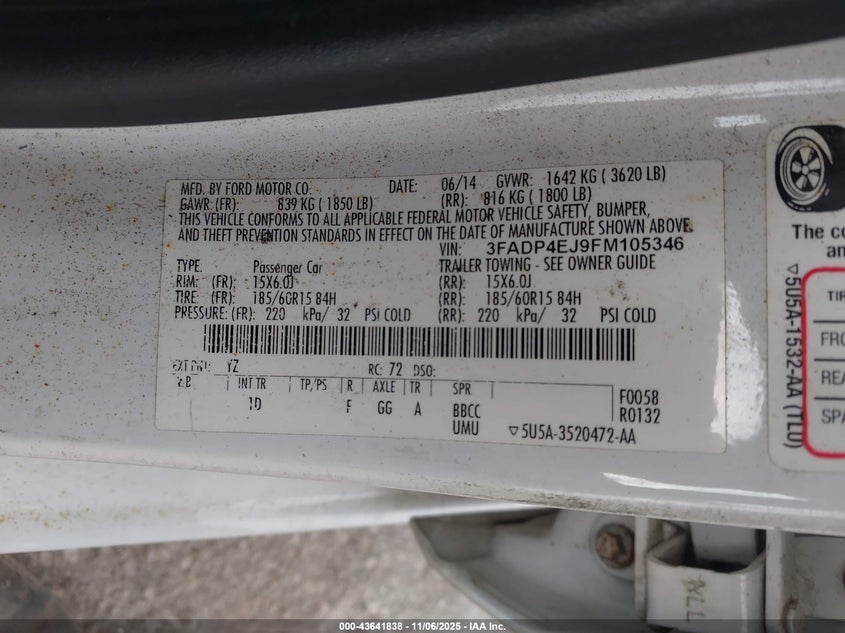 MFD. BY FORD MOTOR CO. DATE: 06/14 GVWR: 1642 KG ( 3620 LB)
GAWR: (FR): 839 KG ( 1850 LB) (RR): 816 KG ( 1800 LB)
THIS VEHICLE CONFORMS TO ALL APPLICABLE FEDERAL MOTOR VEHICLE SAFETY, BUMPER,
AND THEFT PREVENTION STANDARDS IN EFFECT ON THE DATE OF MANUFACTURE SHOWN ABOVE.
VIN: 3FADP4EJ9FM105346
TYPE: Passenger Car TRAILER TOWING - SEE OWNER GUIDE
RIM: (FR): 15X6.0J (RR): 15X6.0J
TIRE: (FR): 185/60R15 84H (RR): 185/60R15 84H
PRESSURE: (FR): 220 kPa/ 32 PSI COLD (RR): 220 kPa/ 32 PSI COLD
EXT PNT: YZ RC: 72 DSO:
WB INT TR TP/PS R AXLE TR SPR
1D F GG A BBCC F0058
UMU R0132
▽5U5A-3520472-AA
The co
an
TIR
FRO
REA
SPA
▽5U5A-1532-AA (TLU)
000-43641838 - 11/06/2025 - IAA Inc.